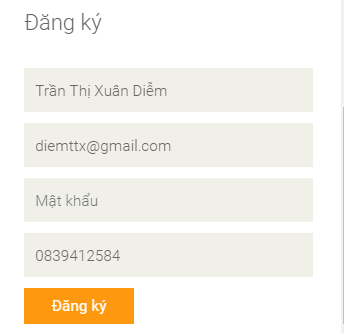 Đăng ký
Trần Thị Xuân Diễm
diemttx@gmail.com
Mật khẩu
0839412584
Đăng ký